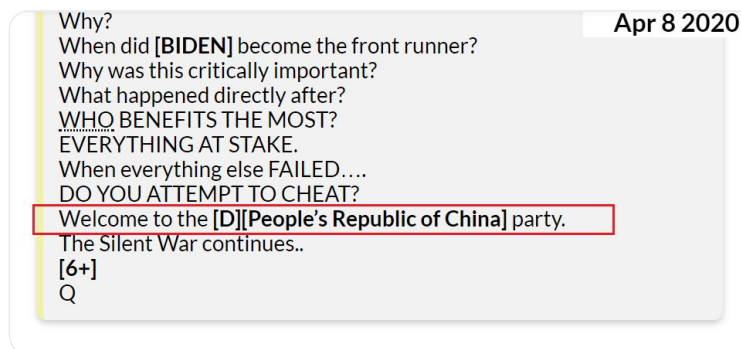 Why?
Apr 8 2020
When did [BIDEN] become the front runner?
Why was this critically important?
What happened directly after?
WHO BENEFITS THE MOST?
EVERYTHING AT STAKE.
When everything else FAILED….
DO YOU ATTEMPT TO CHEAT?
Welcome to the [D][People’s Republic of China] party.
The Silent War continues..
[6+]
Q